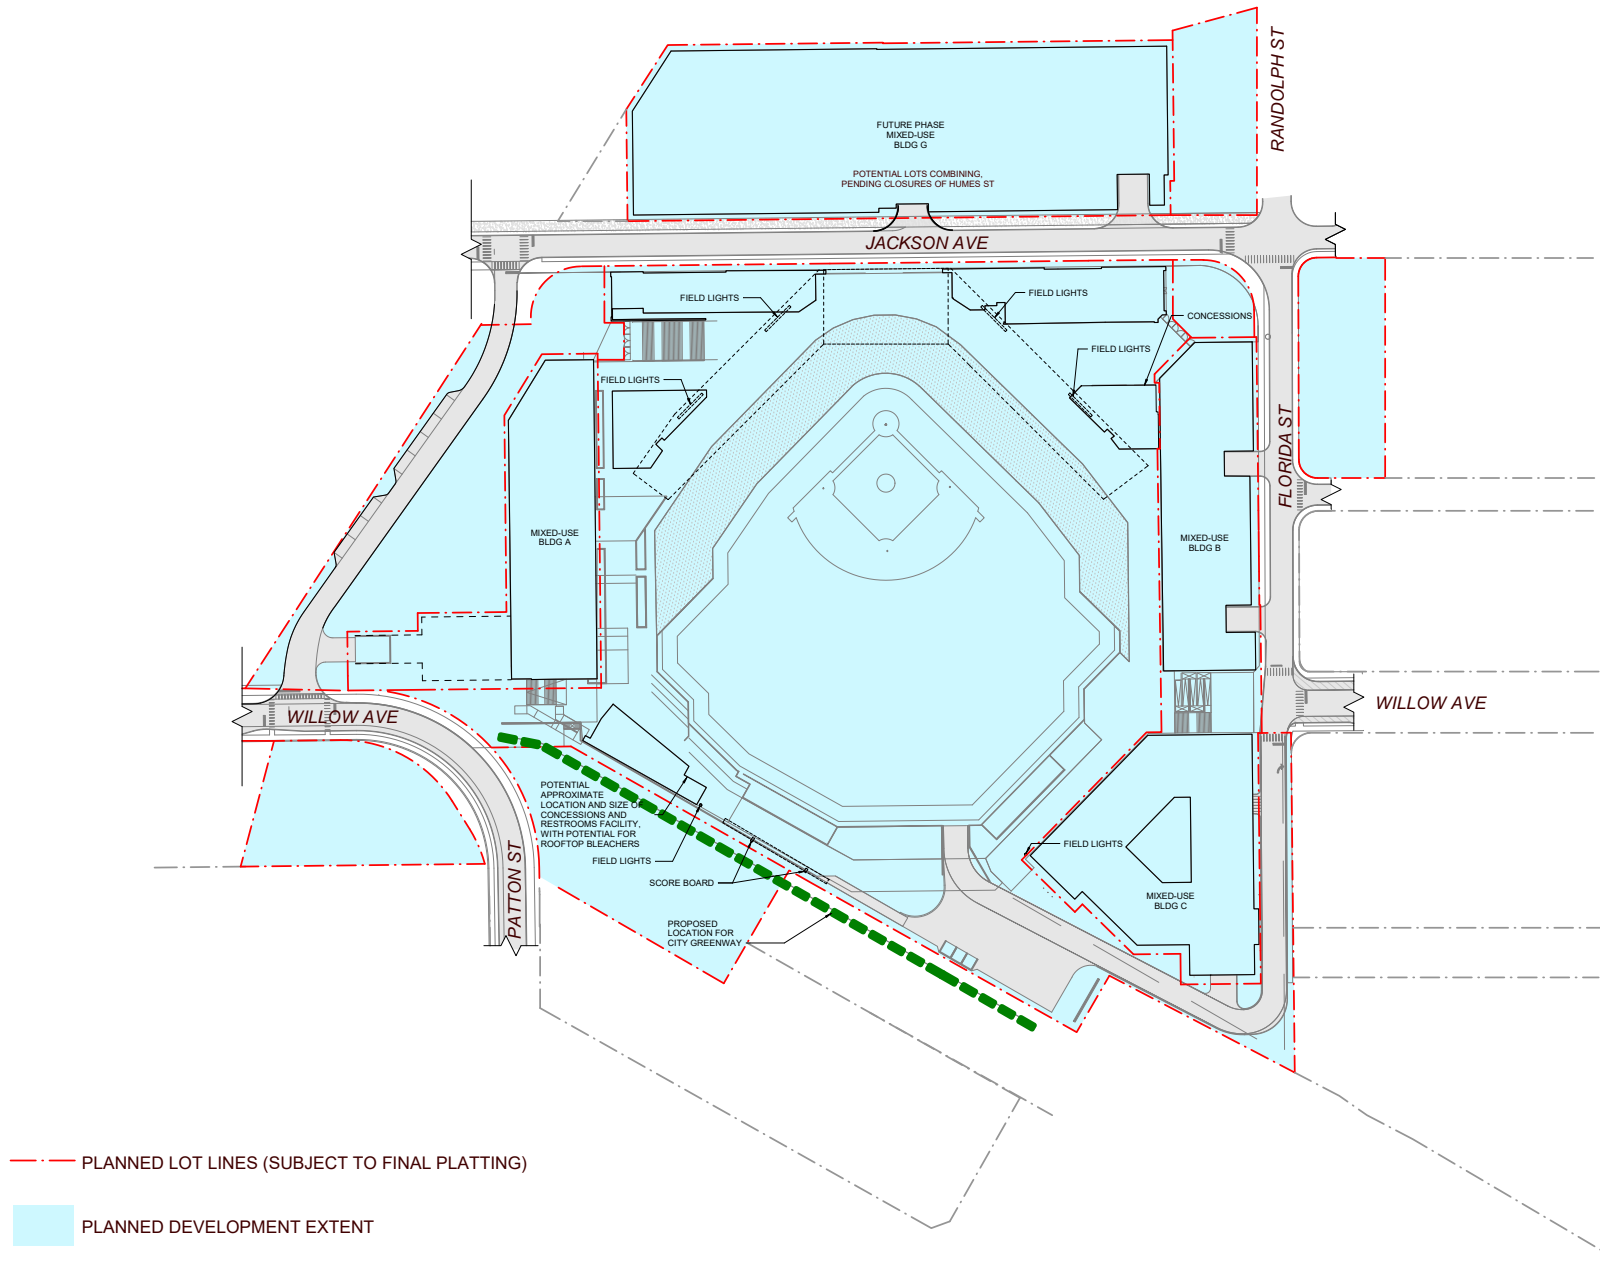 RANDOLPH ST
FUTURE PHASE
MIXED-USE
BLDG G
POTENTIAL LOTS COMBINING,
PENDING CLOSURES OF HUMES ST
JACKSON AVE
FIELD LIGHTS
FIELD LIGHTS
CONCESSIONS
FIELD LIGHTS
FIELD LIGHTS
FLORIDA ST
MIXED-USE
BLDG A
MIXED-USE
BLDG B
WILLOW AVE
WILLOW AVE
POTENTIAL
APPROXIMATE
LOCATION AND SIZE OF
CONCESSIONS AND
RESTROOMS FACILITY,
WITH POTENTIAL FOR
ROOFTOP BLEACHERS
FIELD LIGHTS
FIELD LIGHTS
PATTON ST
SCORE BOARD
MIXED-USE
BLDG C
PROPOSED
LOCATION FOR
CITY GREENWAY
PLANNED LOT LINES (SUBJECT TO FINAL PLATTING)
PLANNED DEVELOPMENT EXTENT